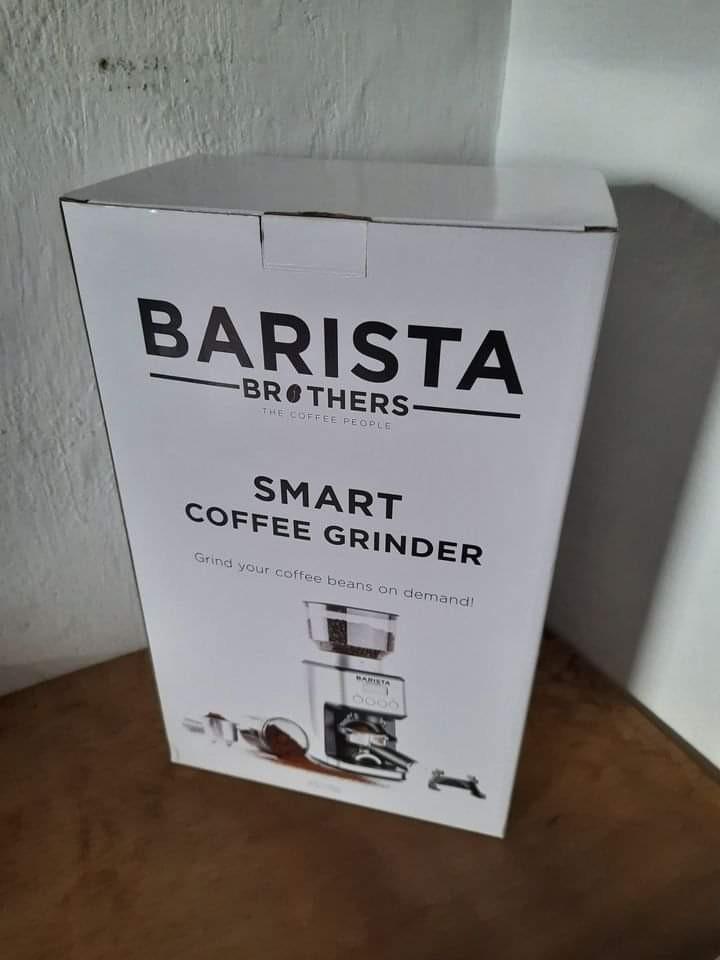 BARISTA
BROTHERS
THE COFFEE PEOPLE
SMART
COFFEE GRINDER
Grind your coffee beans on demand!
BARISTA